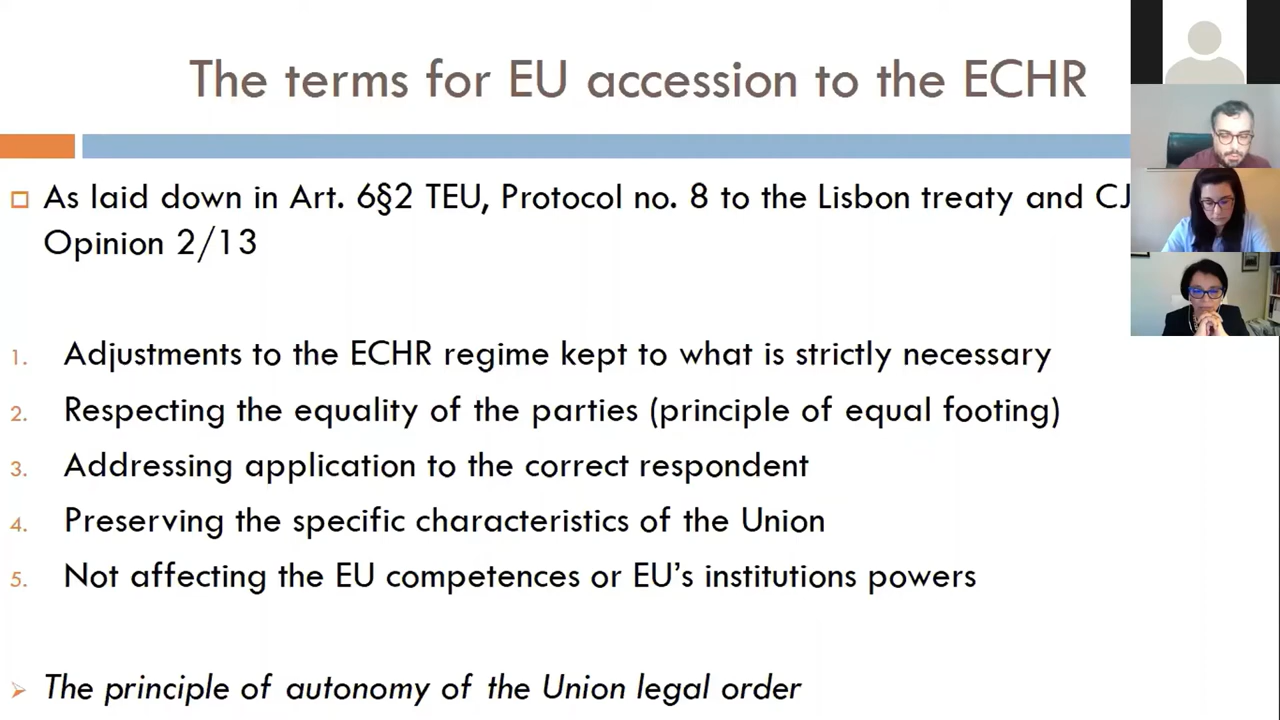 The terms for EU accession to the ECHR
As laid down in Art. 6§2 TEU, Protocol no. 8 to the Lisbon treaty and CJ
Opinion 2/13
1. Adjustments to the ECHR regime kept to what is strictly necessary
2. Respecting the equality of the parties (principle of equal footing)
3. Addressing application to the correct respondent
4. Preserving the specific characteristics of the Union
5. Not affecting the EU competences or EU's institutions powers
The principle of autonomy of the Union legal order